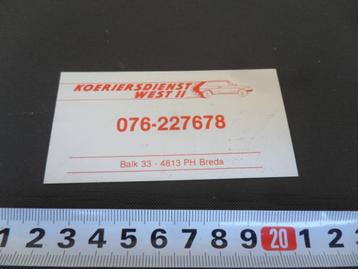 KOERIERSDIENST
WEST II
076-227678
Balk 33 - 4813 PH Breda
1 2 3 4 5 6 7 8 9 20 1 2 3